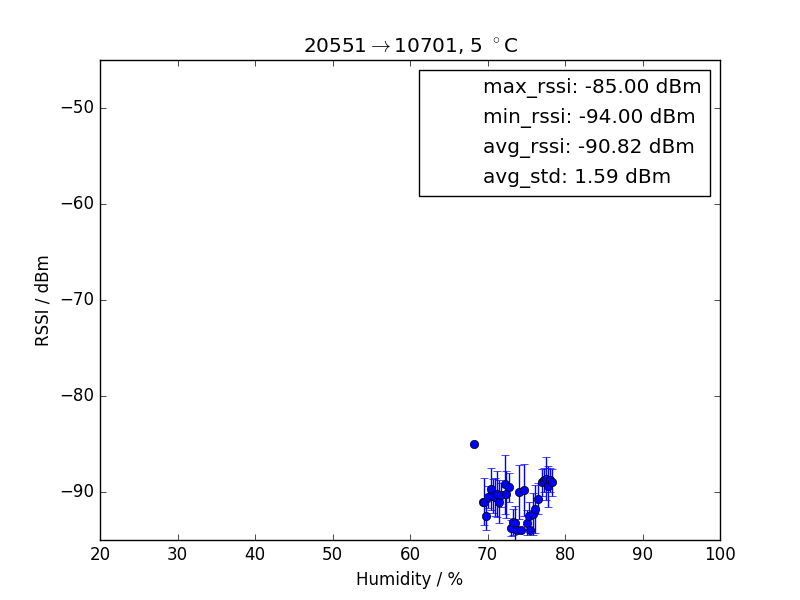 20551→10701, 5 °C
max_rssi: -85.00 dBm
min_rssi: -94.00 dBm
avg_rssi: -90.82 dBm
avg_std: 1.59 dBm
RSSI / dBm
−50
−60
−70
−80
−90
20 30 40 50 60 70 80 90 100
Humidity / %